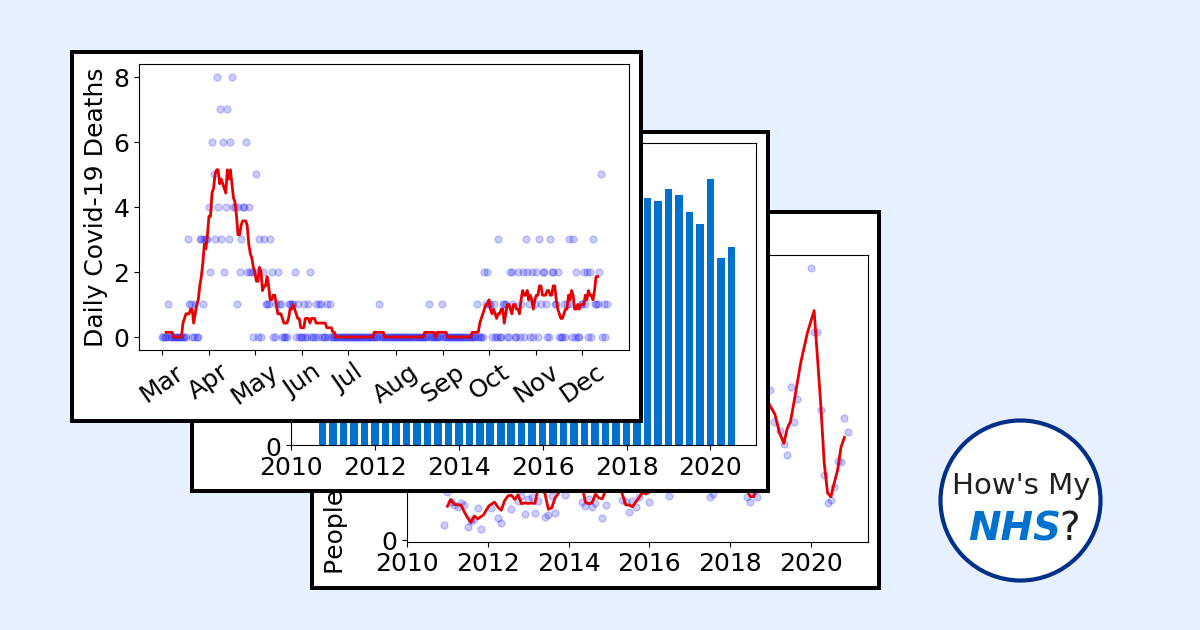 Daily Covid-19 Deaths
8
6
4
2
0
Mar Apr May Jun Jul Aug Sep Oct Nov Dec
0
2010 2012 2014 2016 2018 2020
People
0
2010 2012 2014 2016 2018 2020
How's My
NHS?